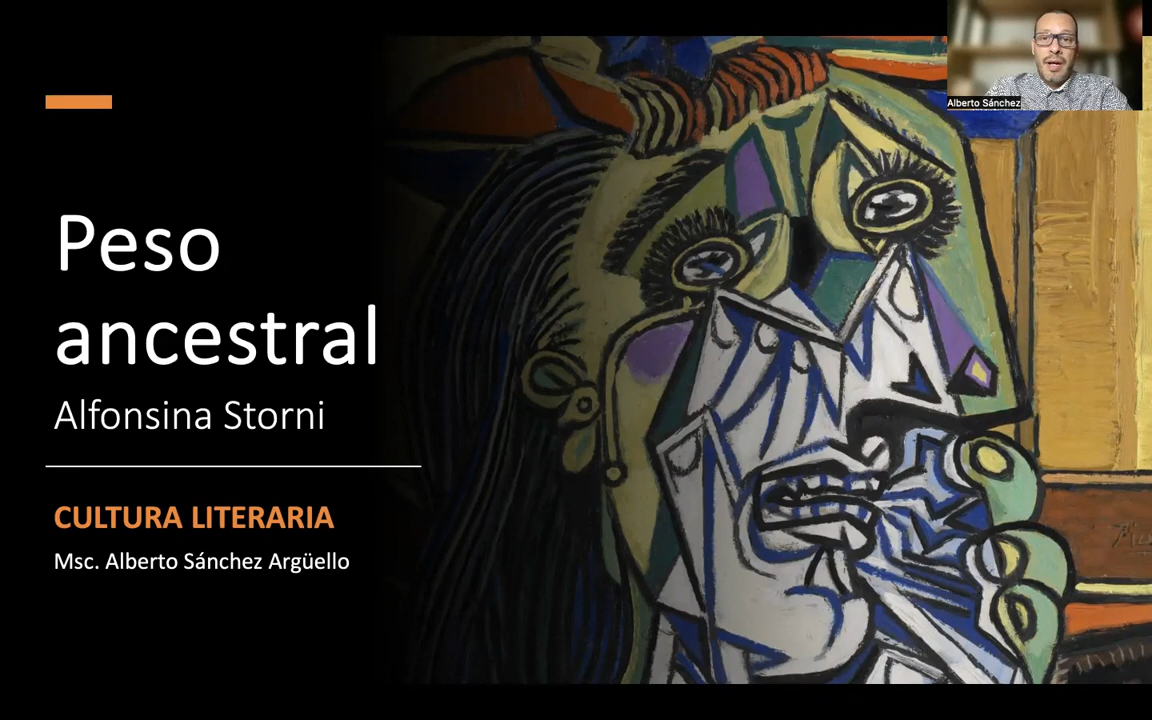 Peso
ancestral
Alfonsina Storni
CULTURA LITERARIA
Msc. Alberto Sánchez Argüello
Alberto Sánchez